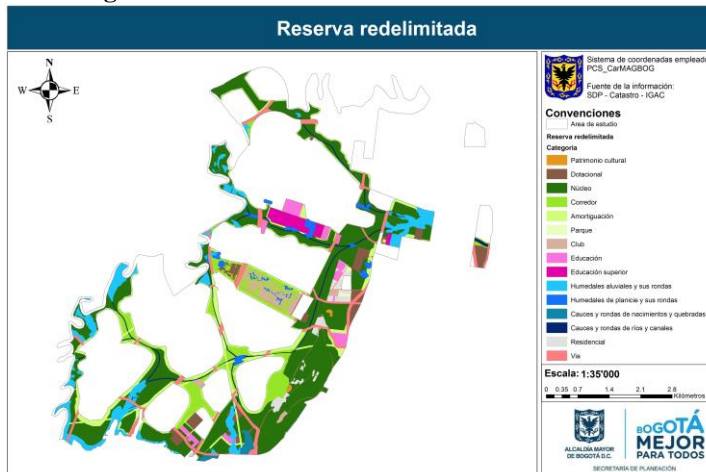 Reserva redelimitada
N
W
E
S
Sistema de coordenadas empleado
PCS_CarMAGBOG
Fuente de la información:
SDP - Catastro - IGAC
Convenciones
Area de estudio
Reserva redelimitada
Categoría
Patrimonio cultural
Dotacional
Núcleo
Corredor
Amortiguación
Parque
Club
Educación
Educación superior
Humedales aluviales y sus rondas
Humedales de planicie y sus rondas
Cauces y rondas de nacimientos y quebradas
Cauces y rondas de ríos y canales
Residencial
Vía
Escala: 1:35'000
0 0.35 0.7 1.4 2.1 2.8
Kilómetros
ALCALDÍA MAYOR
DE BOGOTÁ D.C.
BOGOTÁ
MEJOR
PARA TODOS
SECRETARÍA DE PLANEACIÓN